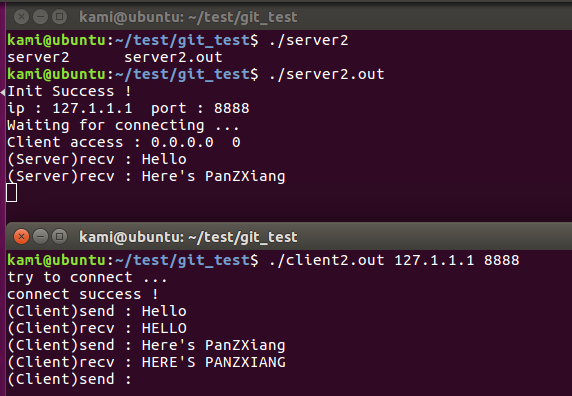 kami@ubuntu: ~/test/git_test
kami@ubuntu:~/test/git_test$ ./server2
server2      server2.out
kami@ubuntu:~/test/git_test$ ./server2.out
Init Success !
ip : 127.1.1.1  port : 8888
Waiting for connecting ...
Client access : 0.0.0.0  0
(Server)recv : Hello
(Server)recv : Here's PanZXiang
kami@ubuntu: ~/test/git_test
kami@ubuntu:~/test/git_test$ ./client2.out 127.1.1.1 8888
try to connect ...
connect success !
(Client)send : Hello
(Client)recv : HELLO
(Client)send : Here's PanZXiang
(Client)recv : HERE'S PANZXIANG
(Client)send :